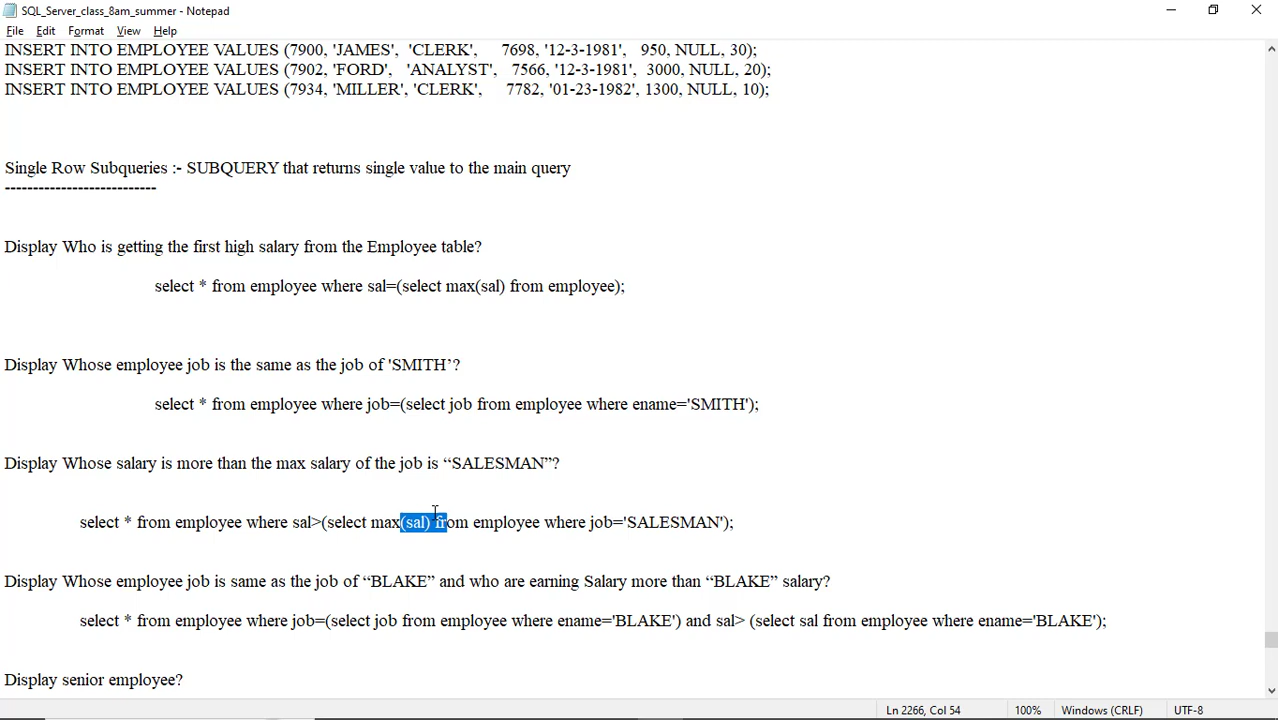 SQL_Server_class_8am_summer - Notepad
File Edit Format View Help
INSERT INTO EMPLOYEE VALUES (7900, 'JAMES', 'CLERK', 7698, '12-3-1981', 950, NULL, 30);
INSERT INTO EMPLOYEE VALUES (7902, 'FORD', 'ANALYST', 7566, '12-3-1981', 3000, NULL, 20);
INSERT INTO EMPLOYEE VALUES (7934, 'MILLER', 'CLERK', 7782, '01-23-1982', 1300, NULL, 10);
Single Row Subqueries :- SUBQUERY that returns single value to the main query
---------------------------
Display Who is getting the first high salary from the Employee table?
select * from employee where sal=(select max(sal) from employee);
Display Whose employee job is the same as the job of 'SMITH’?
select * from employee where job=(select job from employee where ename='SMITH');
Display Whose salary is more than the max salary of the job is “SALESMAN”?
select * from employee where sal>(select max(sal) from employee where job='SALESMAN');
Display Whose employee job is same as the job of “BLAKE” and who are earning Salary more than “BLAKE” salary?
select * from employee where job=(select job from employee where ename='BLAKE') and sal> (select sal from employee where ename='BLAKE');
Display senior employee?
Ln 2266, Col 54 100% Windows (CRLF) UTF-8